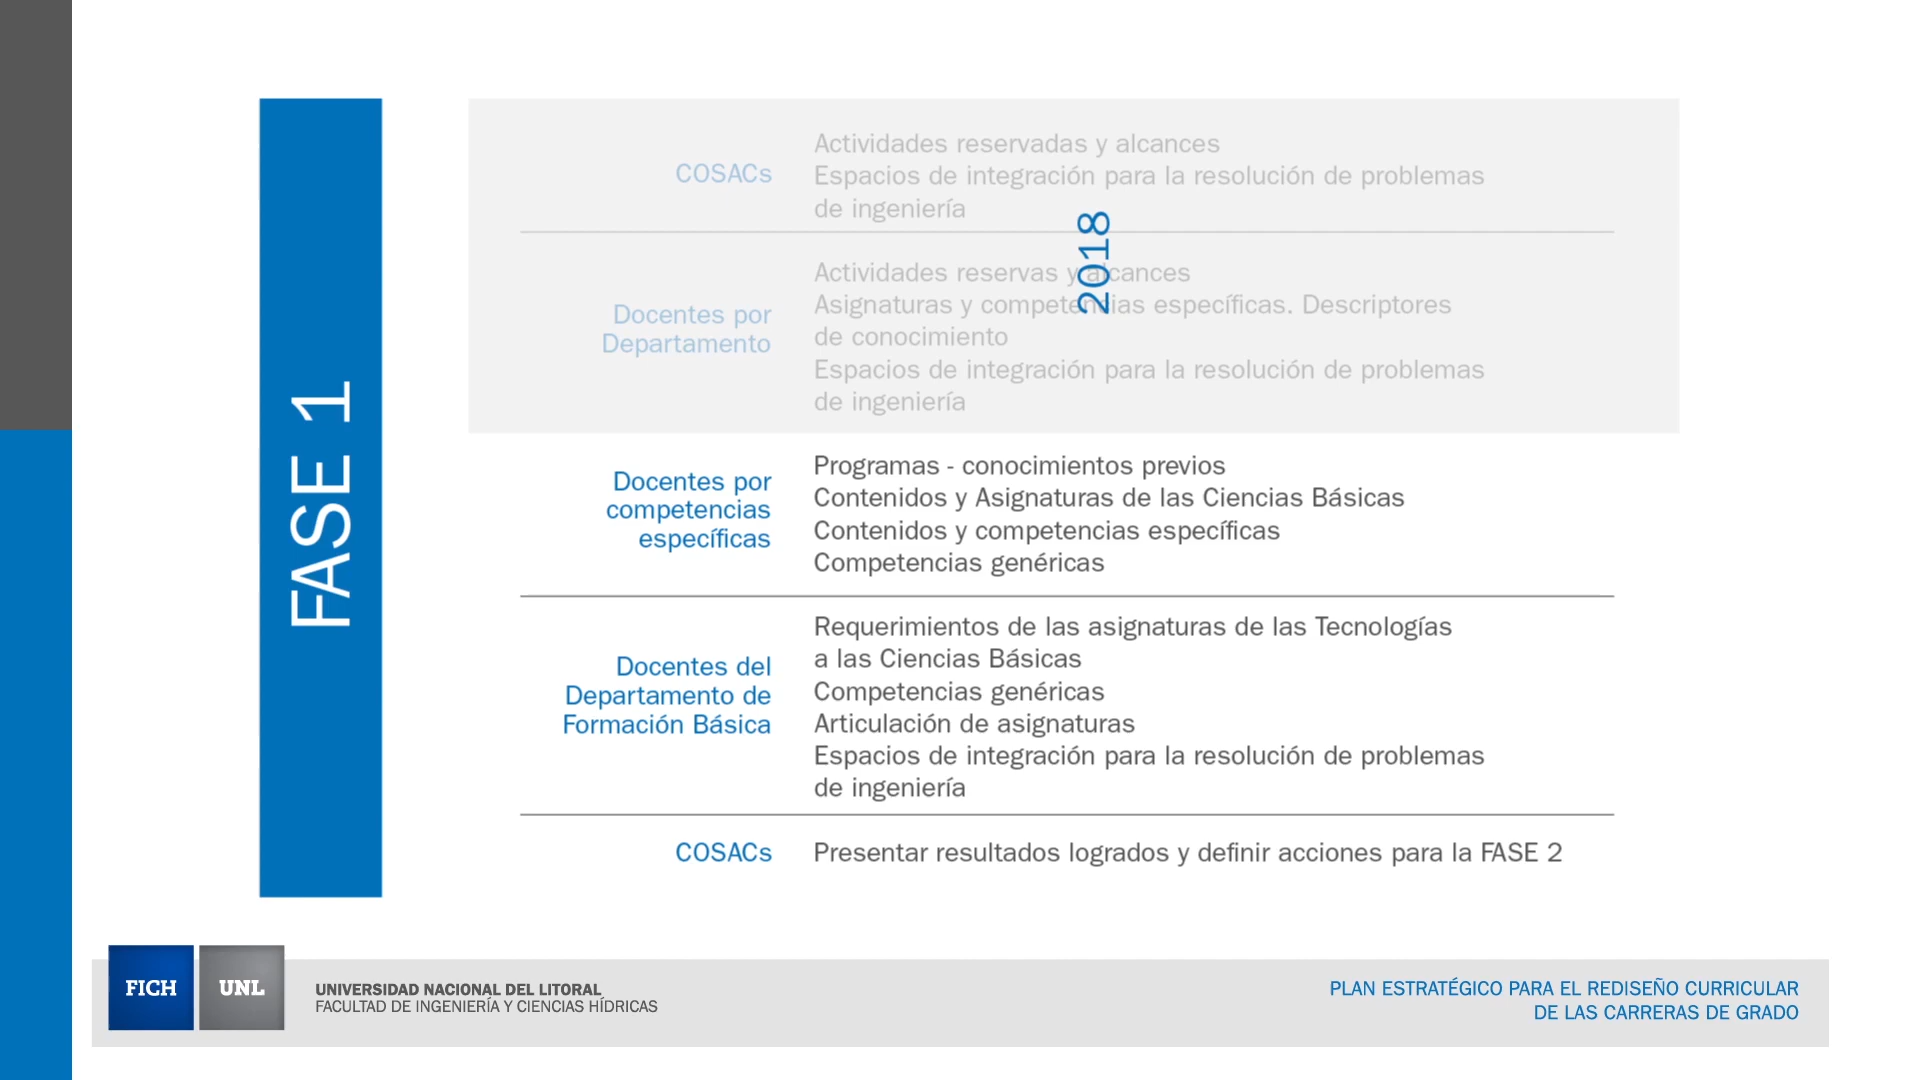 FASE 1
COSACs
Actividades reservadas y alcances
Espacios de integración para la resolución de problemas
de ingeniería
2018
Docentes por
Departamento
Actividades reservas y alcances
Asignaturas y competencias específicas. Descriptores
de conocimiento
Espacios de integración para la resolución de problemas
de ingeniería
Docentes por
competencias
específicas
Programas - conocimientos previos
Contenidos y Asignaturas de las Ciencias Básicas
Contenidos y competencias específicas
Competencias genéricas
Docentes del
Departamento de
Formación Básica
Requerimientos de las asignaturas de las Tecnologías
a las Ciencias Básicas
Competencias genéricas
Articulación de asignaturas
Espacios de integración para la resolución de problemas
de ingeniería
COSACs
Presentar resultados logrados y definir acciones para la FASE 2
FICH
UNL
UNIVERSIDAD NACIONAL DEL LITORAL
FACULTAD DE INGENIERÍA Y CIENCIAS HÍDRICAS
PLAN ESTRATÉGICO PARA EL REDISEÑO CURRICULAR
DE LAS CARRERAS DE GRADO